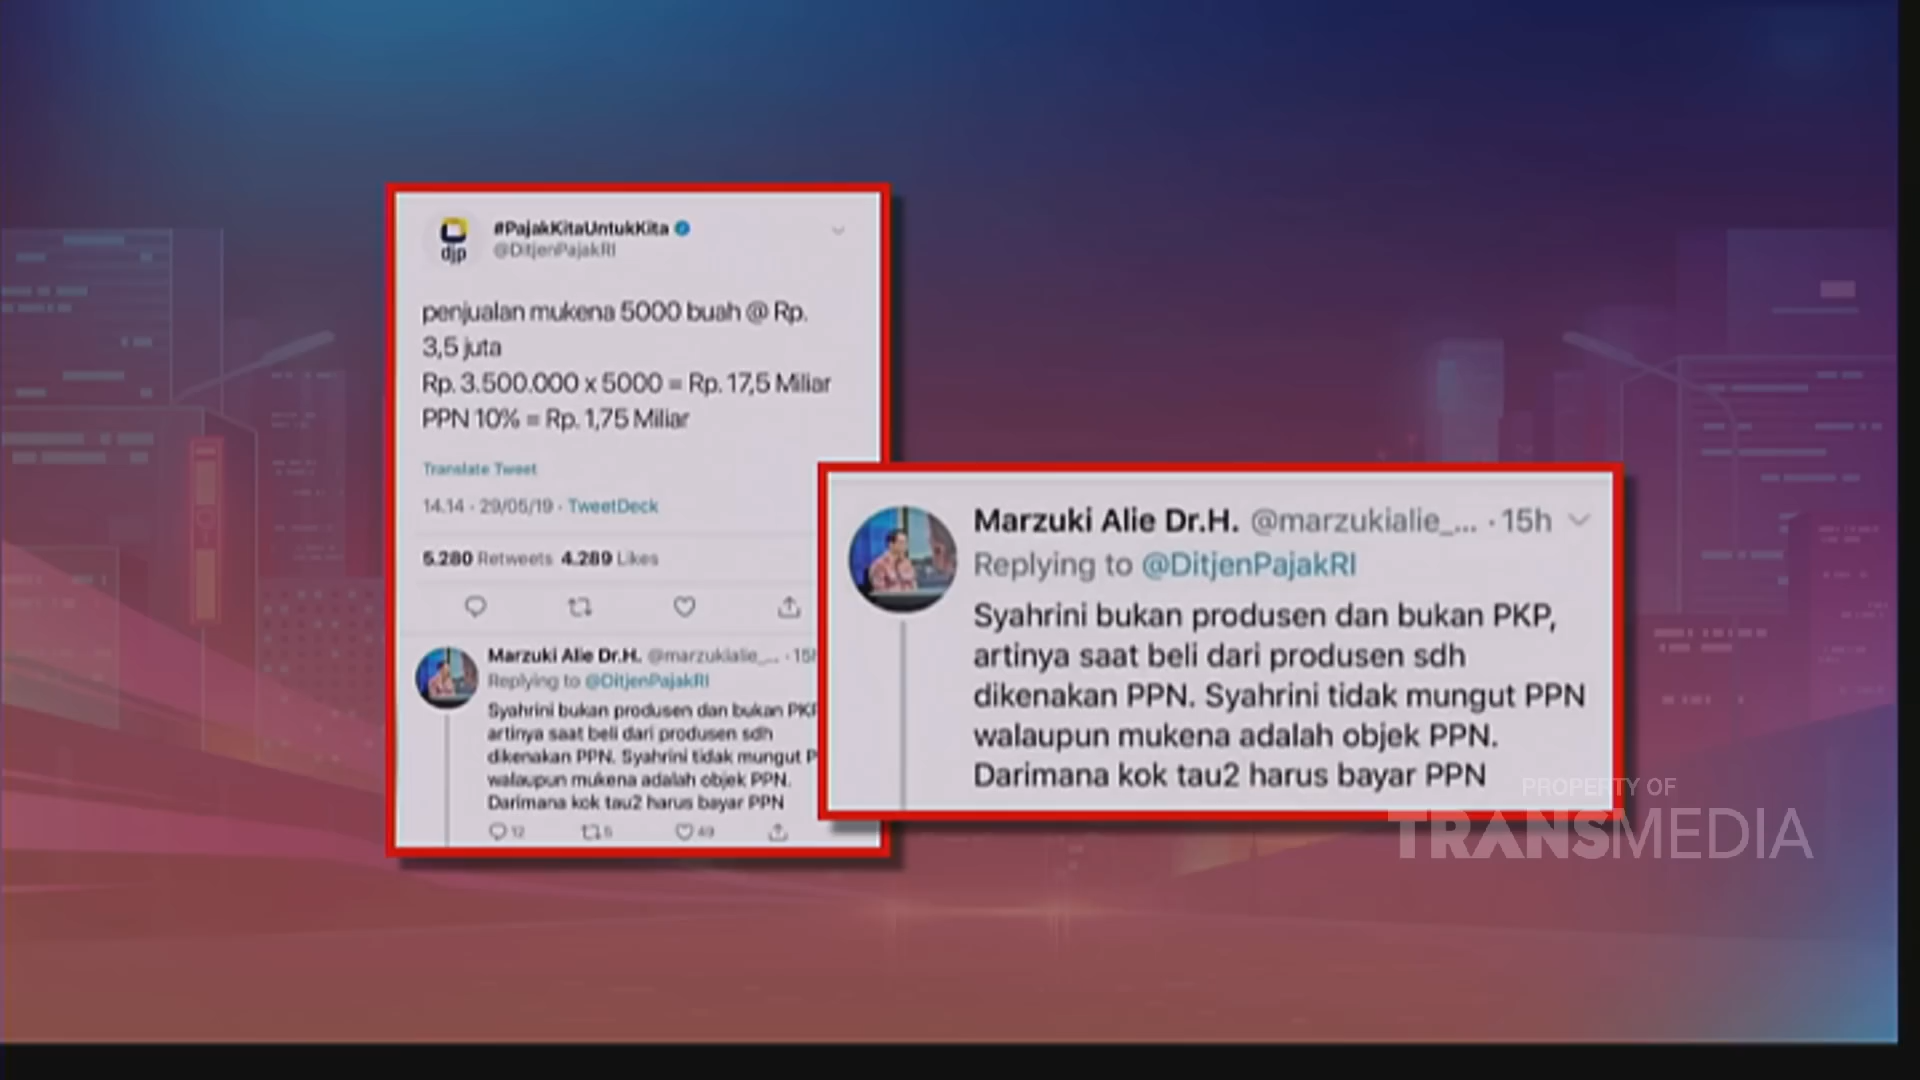 djp
#PajakKitaUntukKita
@DitjenPajakRI
penjualan mukena 5000 buah @ Rp.
3,5 juta
Rp. 3.500.000 x 5000 = Rp. 17,5 Miliar
PPN 10% = Rp. 1,75 Miliar
Translate Tweet
14.14 · 29/05/19 · TweetDeck
5.280 Retweets 4.289 Likes
Marzuki Alie Dr.H. @marzukialie_... · 15h
Replying to @DitjenPajakRI
Syahrini bukan produsen dan bukan PKP
artinya saat beli dari produsen sdh
dikenakan PPN. Syahrini tidak mungut P
walaupun mukena adalah objek PPN.
Darimana kok tau2 harus bayar PPN
12 6 49
Marzuki Alie Dr.H. @marzukialie_... · 15h
Replying to @DitjenPajakRI
Syahrini bukan produsen dan bukan PKP,
artinya saat beli dari produsen sdh
dikenakan PPN. Syahrini tidak mungut PPN
walaupun mukena adalah objek PPN.
Darimana kok tau2 harus bayar PPN
PROPERTY OF
TRANSMEDIA